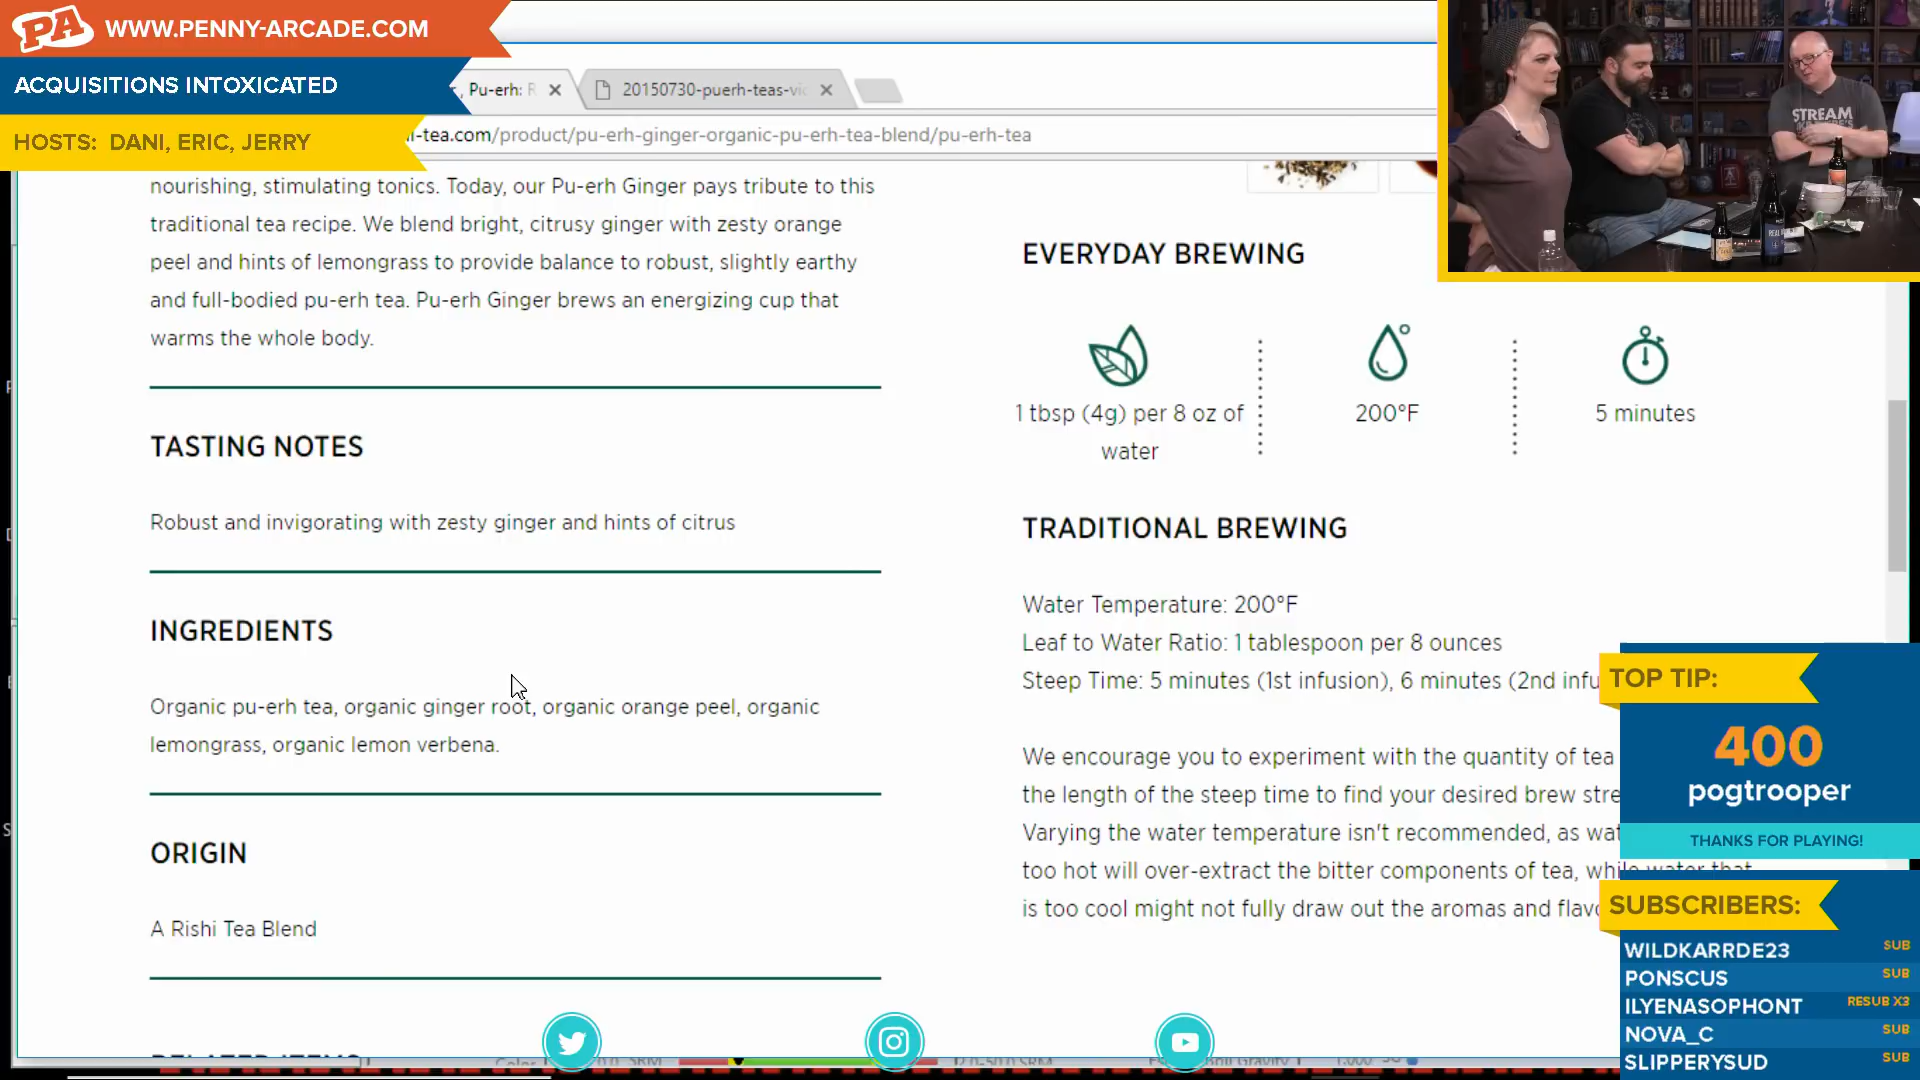 PA WWW.PENNY-ARCADE.COM
ACQUISITIONS INTOXICATED
HOSTS: DANI, ERIC, JERRY
, Pu-erh: R
20150730-puerh-teas-vi
i-tea.com/product/pu-erh-ginger-organic-pu-erh-tea-blend/pu-erh-tea
STREAM
nourishing, stimulating tonics. Today, our Pu-erh Ginger pays tribute to this
traditional tea recipe. We blend bright, citrusy ginger with zesty orange
peel and hints of lemongrass to provide balance to robust, slightly earthy
and full-bodied pu-erh tea. Pu-erh Ginger brews an energizing cup that
warms the whole body.
TASTING NOTES
Robust and invigorating with zesty ginger and hints of citrus
INGREDIENTS
Organic pu-erh tea, organic ginger root, organic orange peel, organic
lemongrass, organic lemon verbena.
ORIGIN
A Rishi Tea Blend
RELATED ITEMS
EVERYDAY BREWING
1 tbsp (4g) per 8 oz of
water
200°F
5 minutes
TRADITIONAL BREWING
Water Temperature: 200°F
Leaf to Water Ratio: 1 tablespoon per 8 ounces
Steep Time: 5 minutes (1st infusion), 6 minutes (2nd infu
We encourage you to experiment with the quantity of tea
the length of the steep time to find your desired brew stre
Varying the water temperature isn't recommended, as wat
too hot will over-extract the bitter components of tea, while water that
is too cool might not fully draw out the aromas and flavo
TOP TIP:
400
pogtrooper
THANKS FOR PLAYING!
SUBSCRIBERS:
WILDKARRDE23 SUB
PONSCUS SUB
ILYENASOPHONT RESUB X3
NOVA_C SUB
SLIPPERYSUD SUB